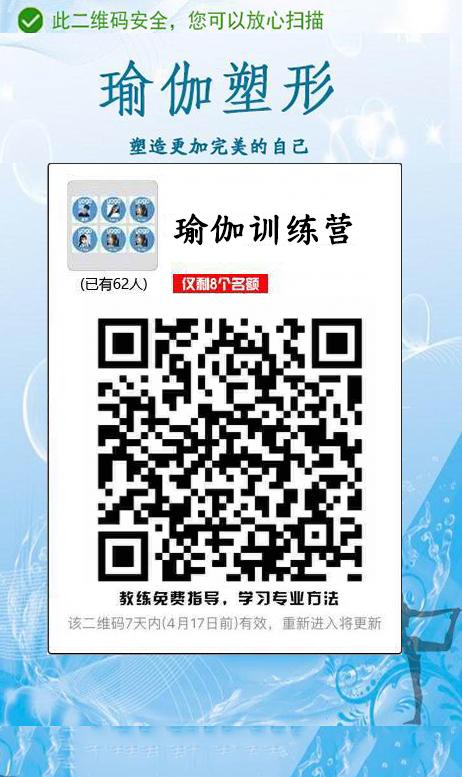 此二维码安全，您可以放心扫描
瑜伽塑形
塑造更加完美的自己
瑜伽训练营
(已有62人)
仅剩8个名额
教练免费指导，学习专业方法
该二维码7天内(4月17日前)有效，重新进入将更新